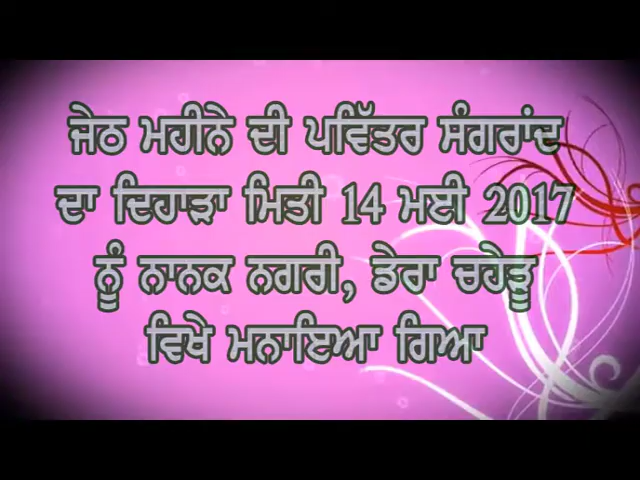 ਜੇਠ ਮਹੀਨੇ ਦੀ ਪਵਿੱਤਰ ਸੰਗਰਾਂਦ
ਦਾ ਦਿਹਾੜਾ ਮਿਤੀ 14 ਮਈ 2017
ਨੂੰ ਨਾਨਕ ਨਗਰੀ, ਡੇਰਾ ਚਹੇੜੂ
ਵਿਖੇ ਮਨਾਇਆ ਗਿਆ